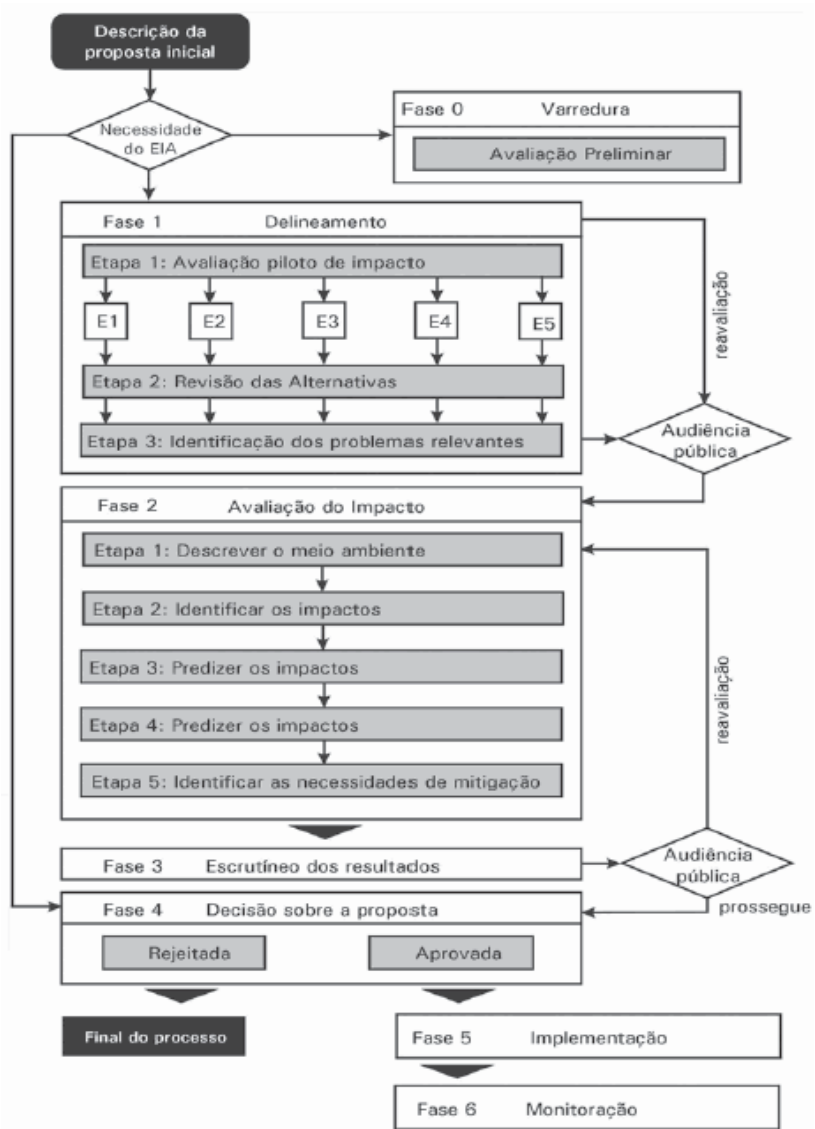 Descrição da
proposta inicial
Necessidade
do EIA
Fase 0 Varredura
Avaliação Preliminar
Fase 1 Delineamento
Etapa 1: Avaliação piloto de impacto
E1 E2 E3 E4 E5
Etapa 2: Revisão das Alternativas
Etapa 3: Identificação dos problemas relevantes
reavaliação
Audiência
pública
Fase 2 Avaliação do Impacto
Etapa 1: Descrever o meio ambiente
Etapa 2: Identificar os impactos
Etapa 3: Predizer os impactos
Etapa 4: Predizer os impactos
Etapa 5: Identificar as necessidades de mitigação
reavaliação
Fase 3 Escrutíneo dos resultados
Audiência
pública
prossegue
Fase 4 Decisão sobre a proposta
Rejeitada Aprovada
Final do processo
Fase 5 Implementação
Fase 6 Monitoração